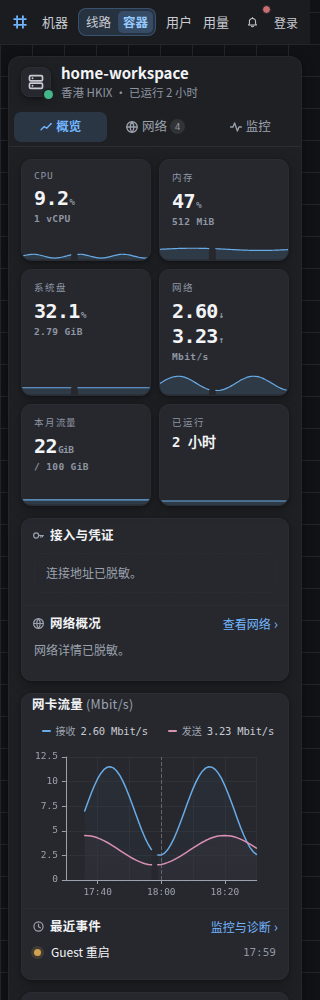 机器 线路 容器 用户 用量 登录
home-workspace
香港 HKIX • 已运行 2 小时
概览 网络 4 监控
CPU 内存
9.2% 47%
1 vCPU 512 MiB
系统盘 网络
32.1% 2.60↓
2.79 GiB 3.23↑
Mbit/s
本月流量 已运行
22GiB 2 小时
/ 100 GiB
接入与凭证
连接地址已脱敏。
网络概况 查看网络 ›
网络详情已脱敏。
网卡流量 (Mbit/s)
接收 2.60 Mbit/s 发送 3.23 Mbit/s
12.5
10
7.5
5
2.5
0
17:40 18:00 18:20
最近事件 监控与诊断 ›
Guest 重启 17:59